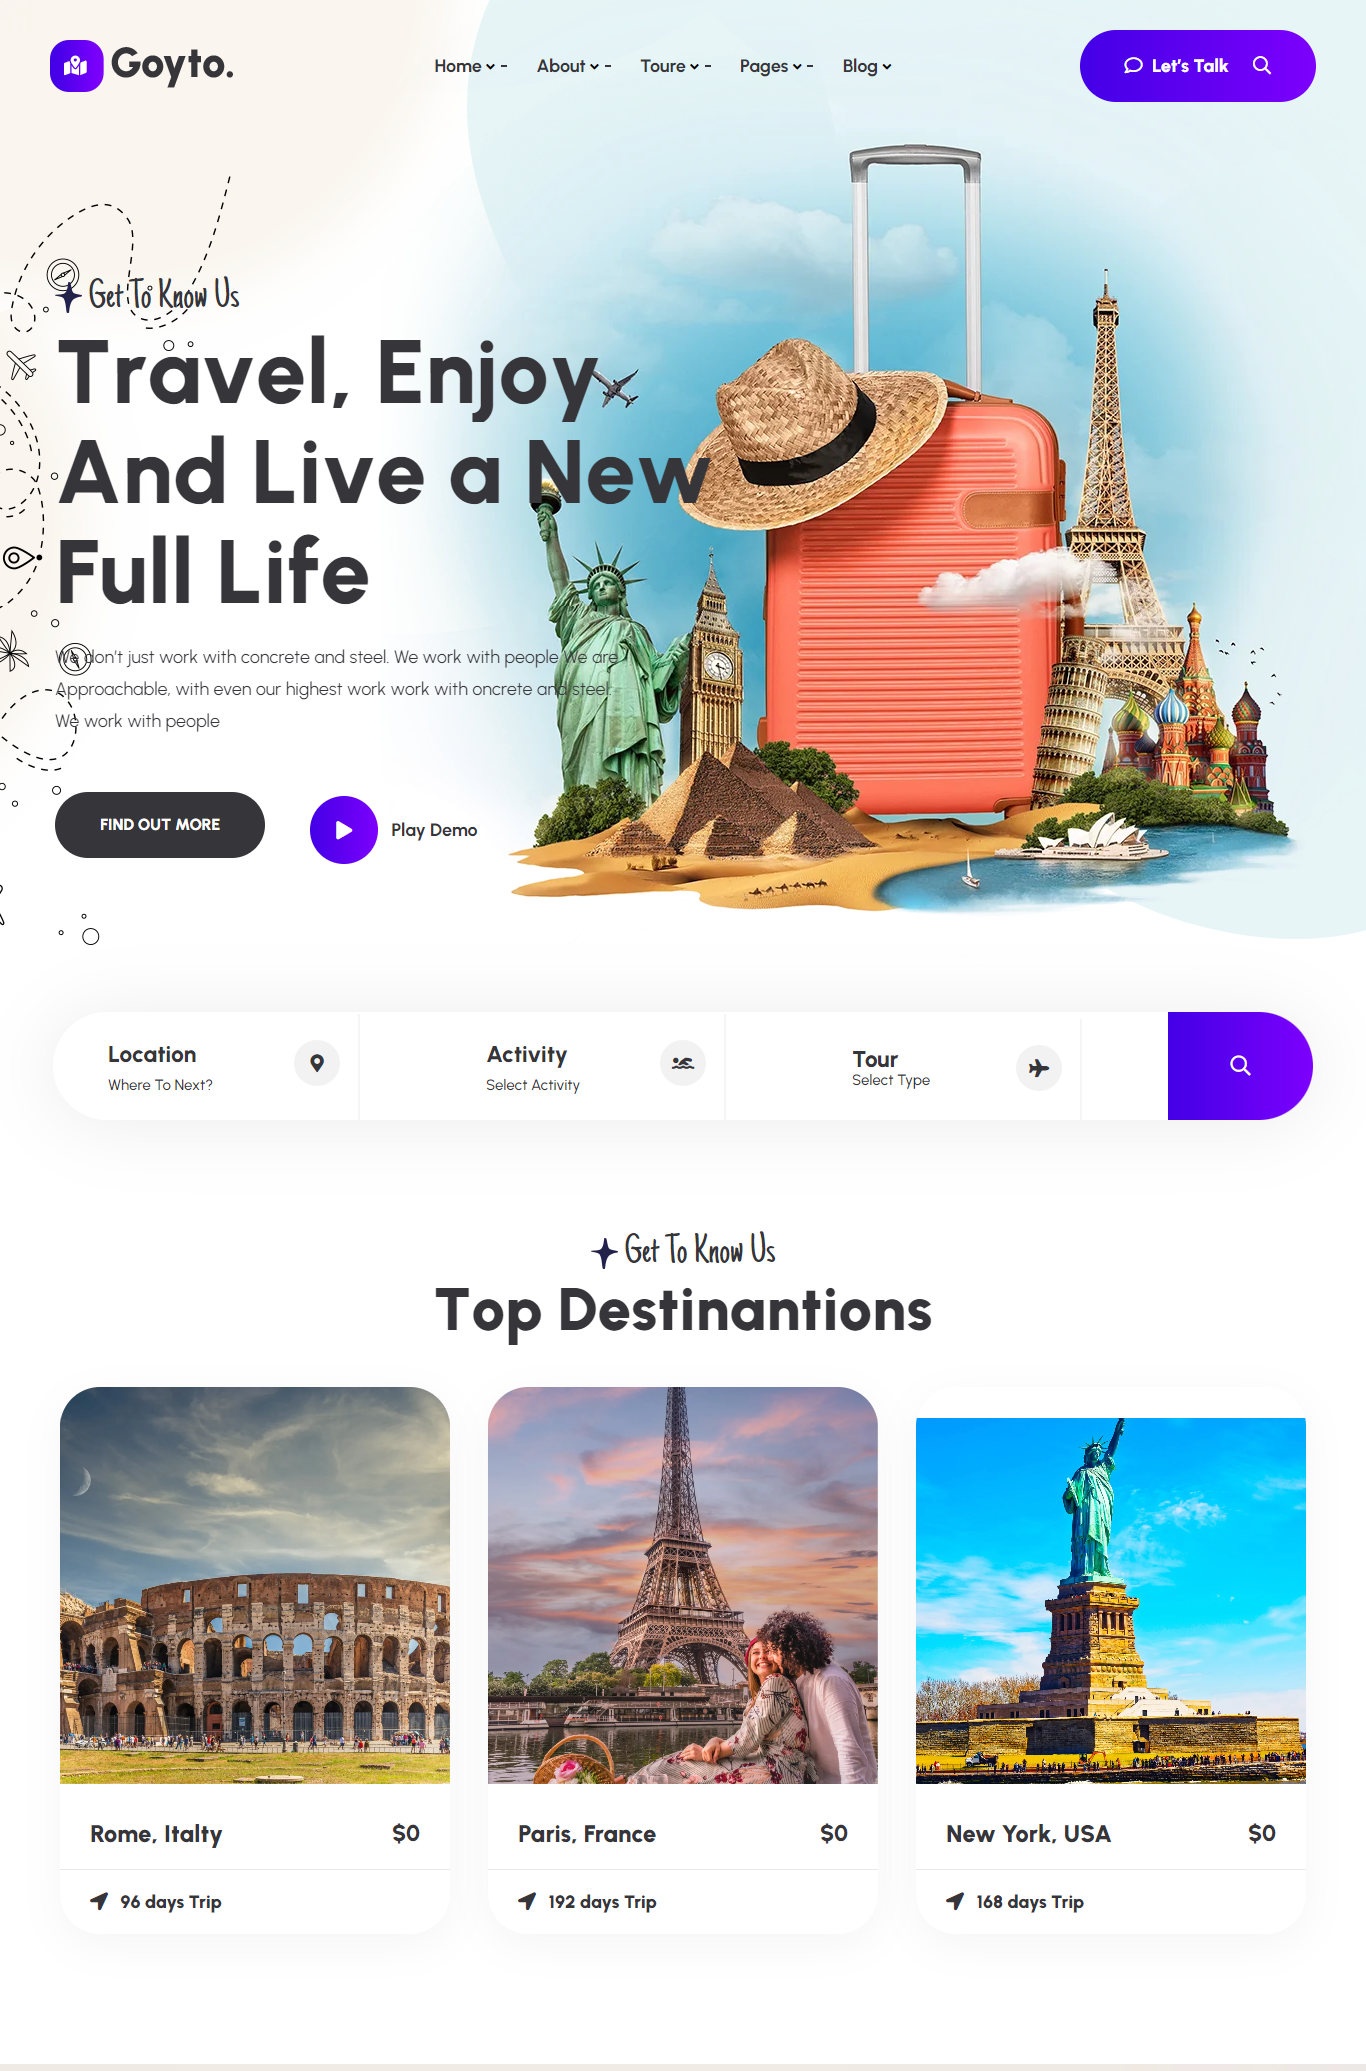 Goyto.
Home - About - Toure - Pages - Blog
Let's Talk
Get To Know Us
Travel, Enjoy
And Live a New
Full Life
We don't just work with concrete and steel. We work with people We are
Approachable, with even our highest work work with oncrete and steel.
We work with people
FIND OUT MORE
Play Demo
Location
Where To Next?
Activity
Select Activity
Tour
Select Type
Get To Know Us
Top Destinantions
Rome, Italty $0
96 days Trip
Paris, France $0
192 days Trip
New York, USA $0
168 days Trip